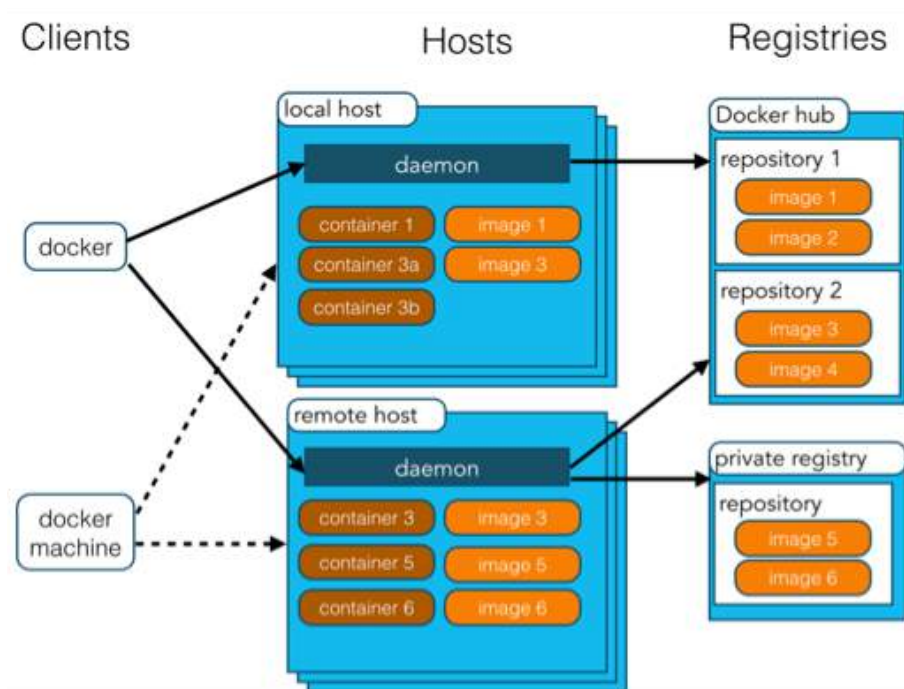 Clients
Hosts
Registries
local host
daemon
container 1
image 1
container 3a
image 3
container 3b
Docker hub
repository 1
image 1
image 2
repository 2
image 3
image 4
docker
remote host
daemon
container 3
image 3
container 5
image 5
container 6
image 6
docker
machine
private registry
repository
image 5
image 6